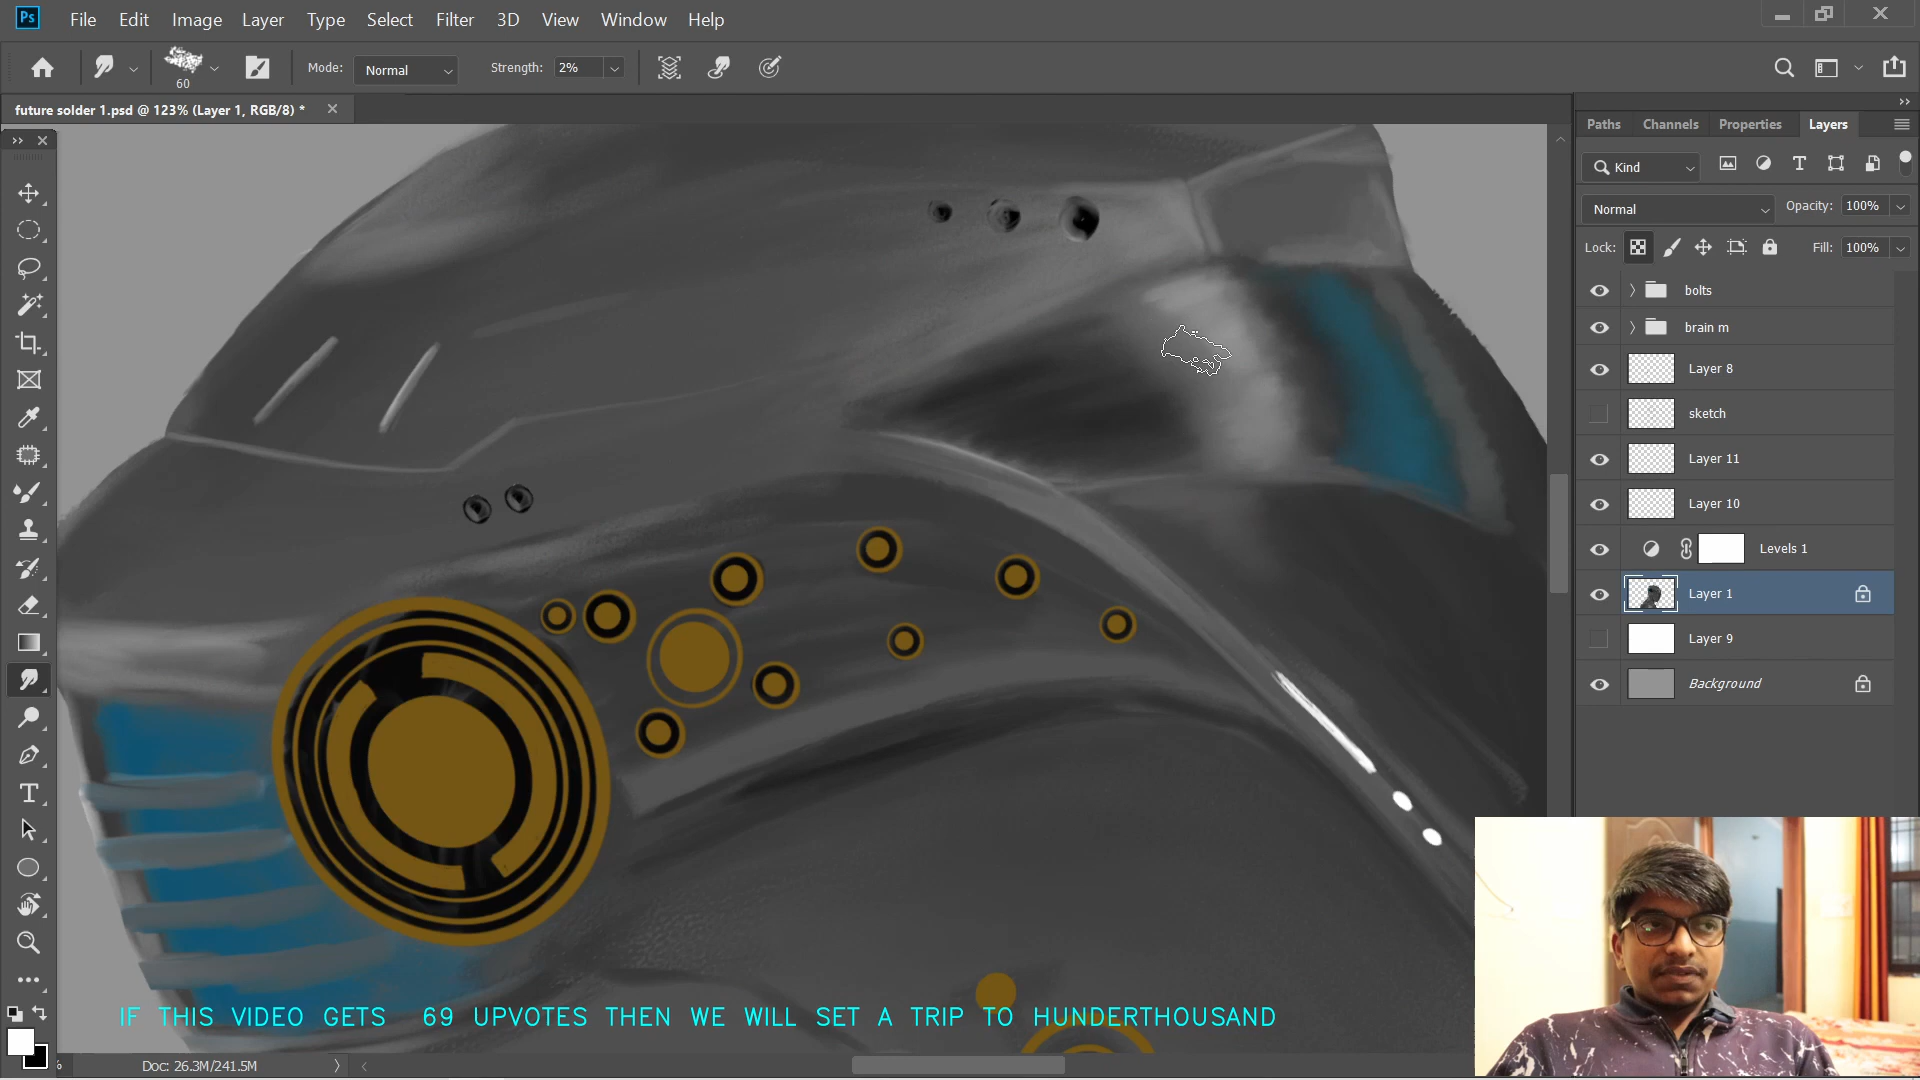 Ps File Edit Image Layer Type Select Filter 3D View Window Help
60 Mode: Normal Strength: 2%
future solder 1.psd @ 123% (Layer 1, RGB/8) *
Paths Channels Properties Layers
Kind
Normal Opacity: 100%
Lock: Fill: 100%
bolts
brain m
Layer 8
sketch
Layer 11
Layer 10
Levels 1
Layer 1
Layer 9
Background
IF THIS VIDEO GETS 69 UPVOTES THEN WE WILL SET A TRIP TO HUNDERTHOUSAND
% Doc: 26.3M/241.5M